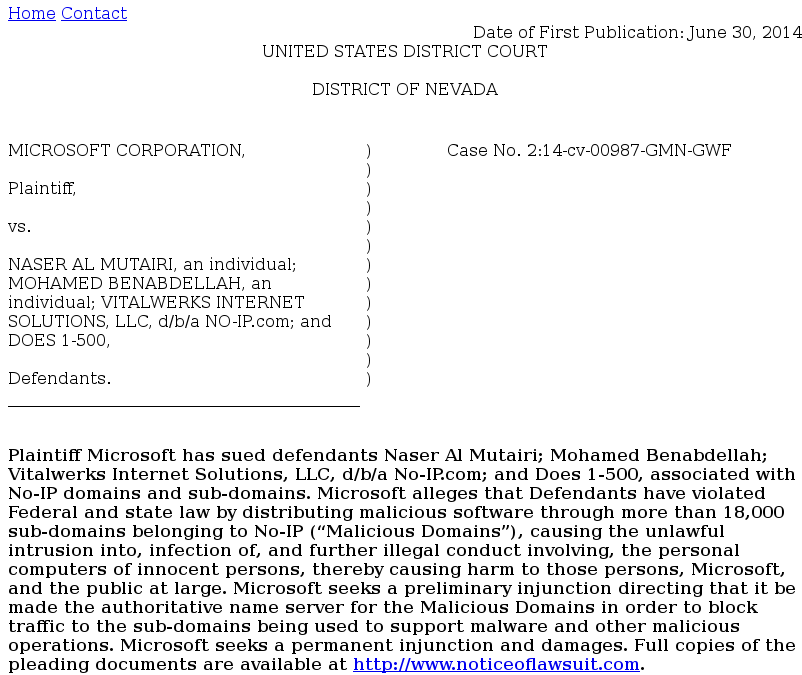 Home Contact
Date of First Publication: June 30, 2014
UNITED STATES DISTRICT COURT
DISTRICT OF NEVADA
MICROSOFT CORPORATION, ) Case No. 2:14-cv-00987-GMN-GWF
)
Plaintiff, )
)
vs. )
)
NASER AL MUTAIRI, an individual; )
MOHAMED BENABDELLAH, an )
individual; VITALWERKS INTERNET )
SOLUTIONS, LLC, d/b/a NO-IP.com; and )
DOES 1-500, )
)
Defendants. )
Plaintiff Microsoft has sued defendants Naser Al Mutairi; Mohamed Benabdellah;
Vitalwerks Internet Solutions, LLC, d/b/a No-IP.com; and Does 1-500, associated with
No-IP domains and sub-domains. Microsoft alleges that Defendants have violated
Federal and state law by distributing malicious software through more than 18,000
sub-domains belonging to No-IP (“Malicious Domains”), causing the unlawful
intrusion into, infection of, and further illegal conduct involving, the personal
computers of innocent persons, thereby causing harm to those persons, Microsoft,
and the public at large. Microsoft seeks a preliminary injunction directing that it be
made the authoritative name server for the Malicious Domains in order to block
traffic to the sub-domains being used to support malware and other malicious
operations. Microsoft seeks a permanent injunction and damages. Full copies of the
pleading documents are available at http://www.noticeoflawsuit.com.